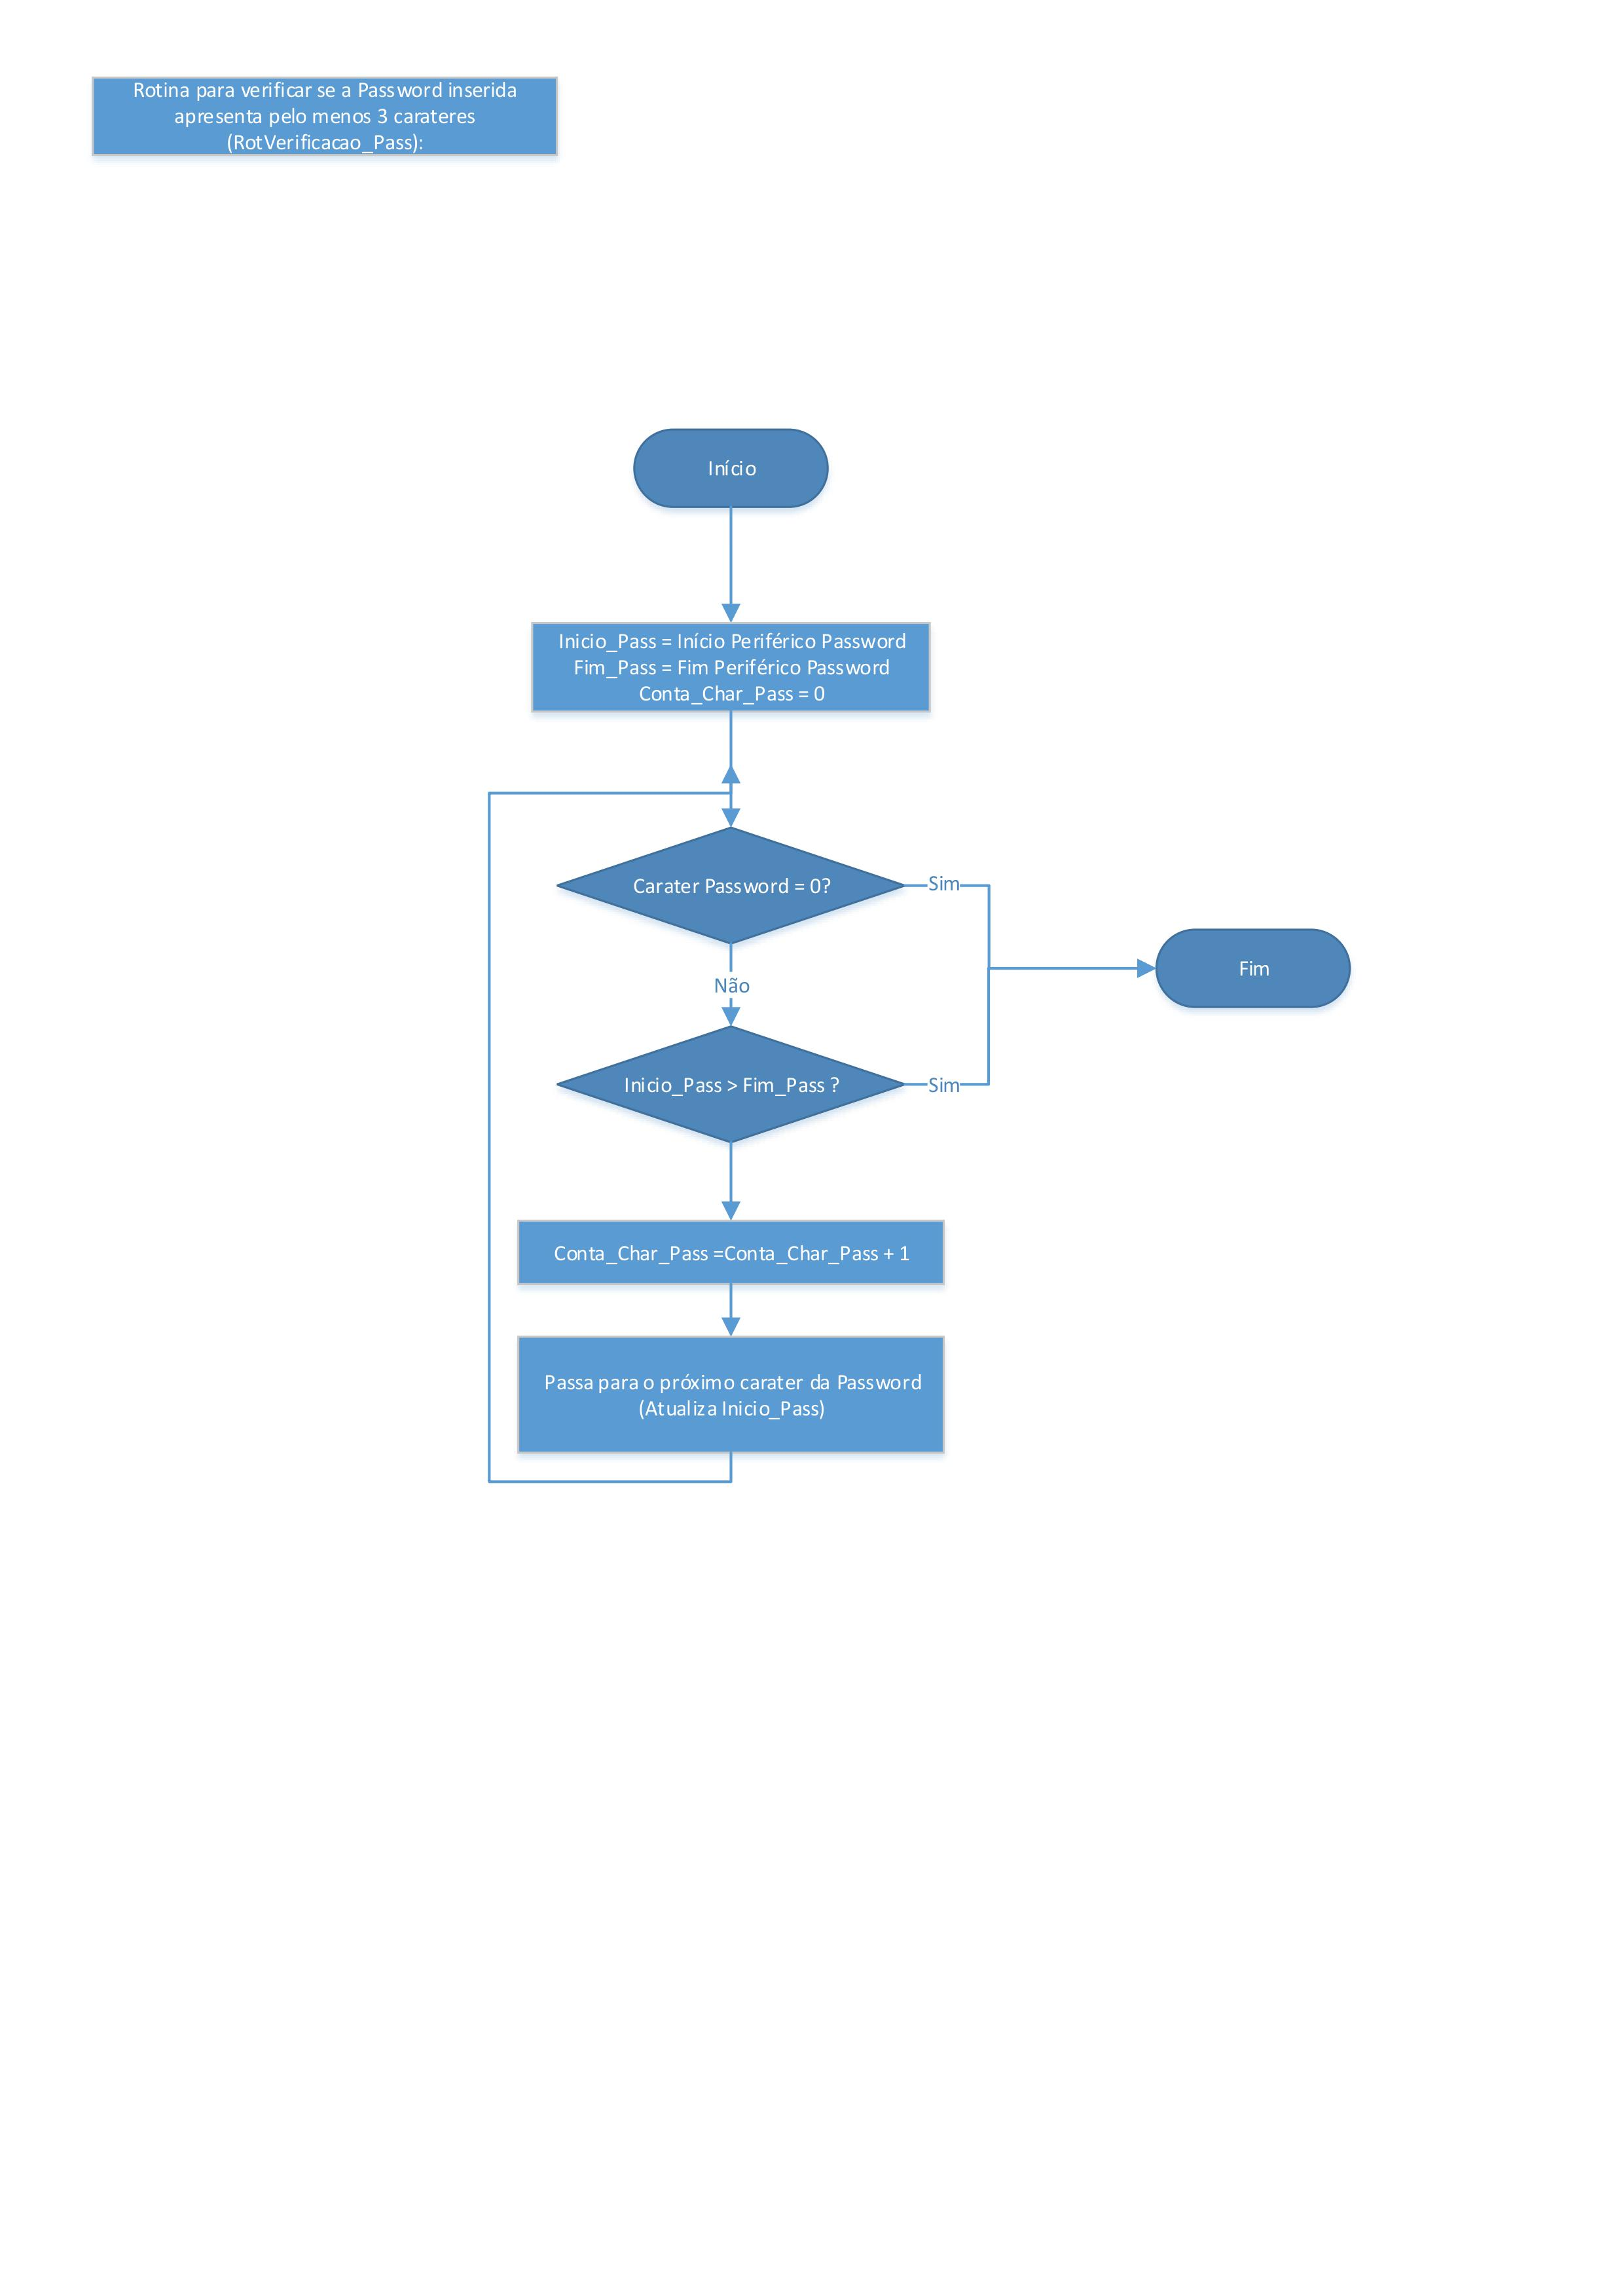 Rotina para verificar se a Password inserida
apresenta pelo menos 3 carateres
(RotVerificacao_Pass):
Início
Inicio_Pass = Início Periférico Password
Fim_Pass = Fim Periférico Password
Conta_Char_Pass = 0
Carater Password = 0?
Sim
Fim
Não
Inicio_Pass > Fim_Pass ?
Sim
Conta_Char_Pass =Conta_Char_Pass + 1
Passa para o próximo carater da Password
(Atualiza Inicio_Pass)